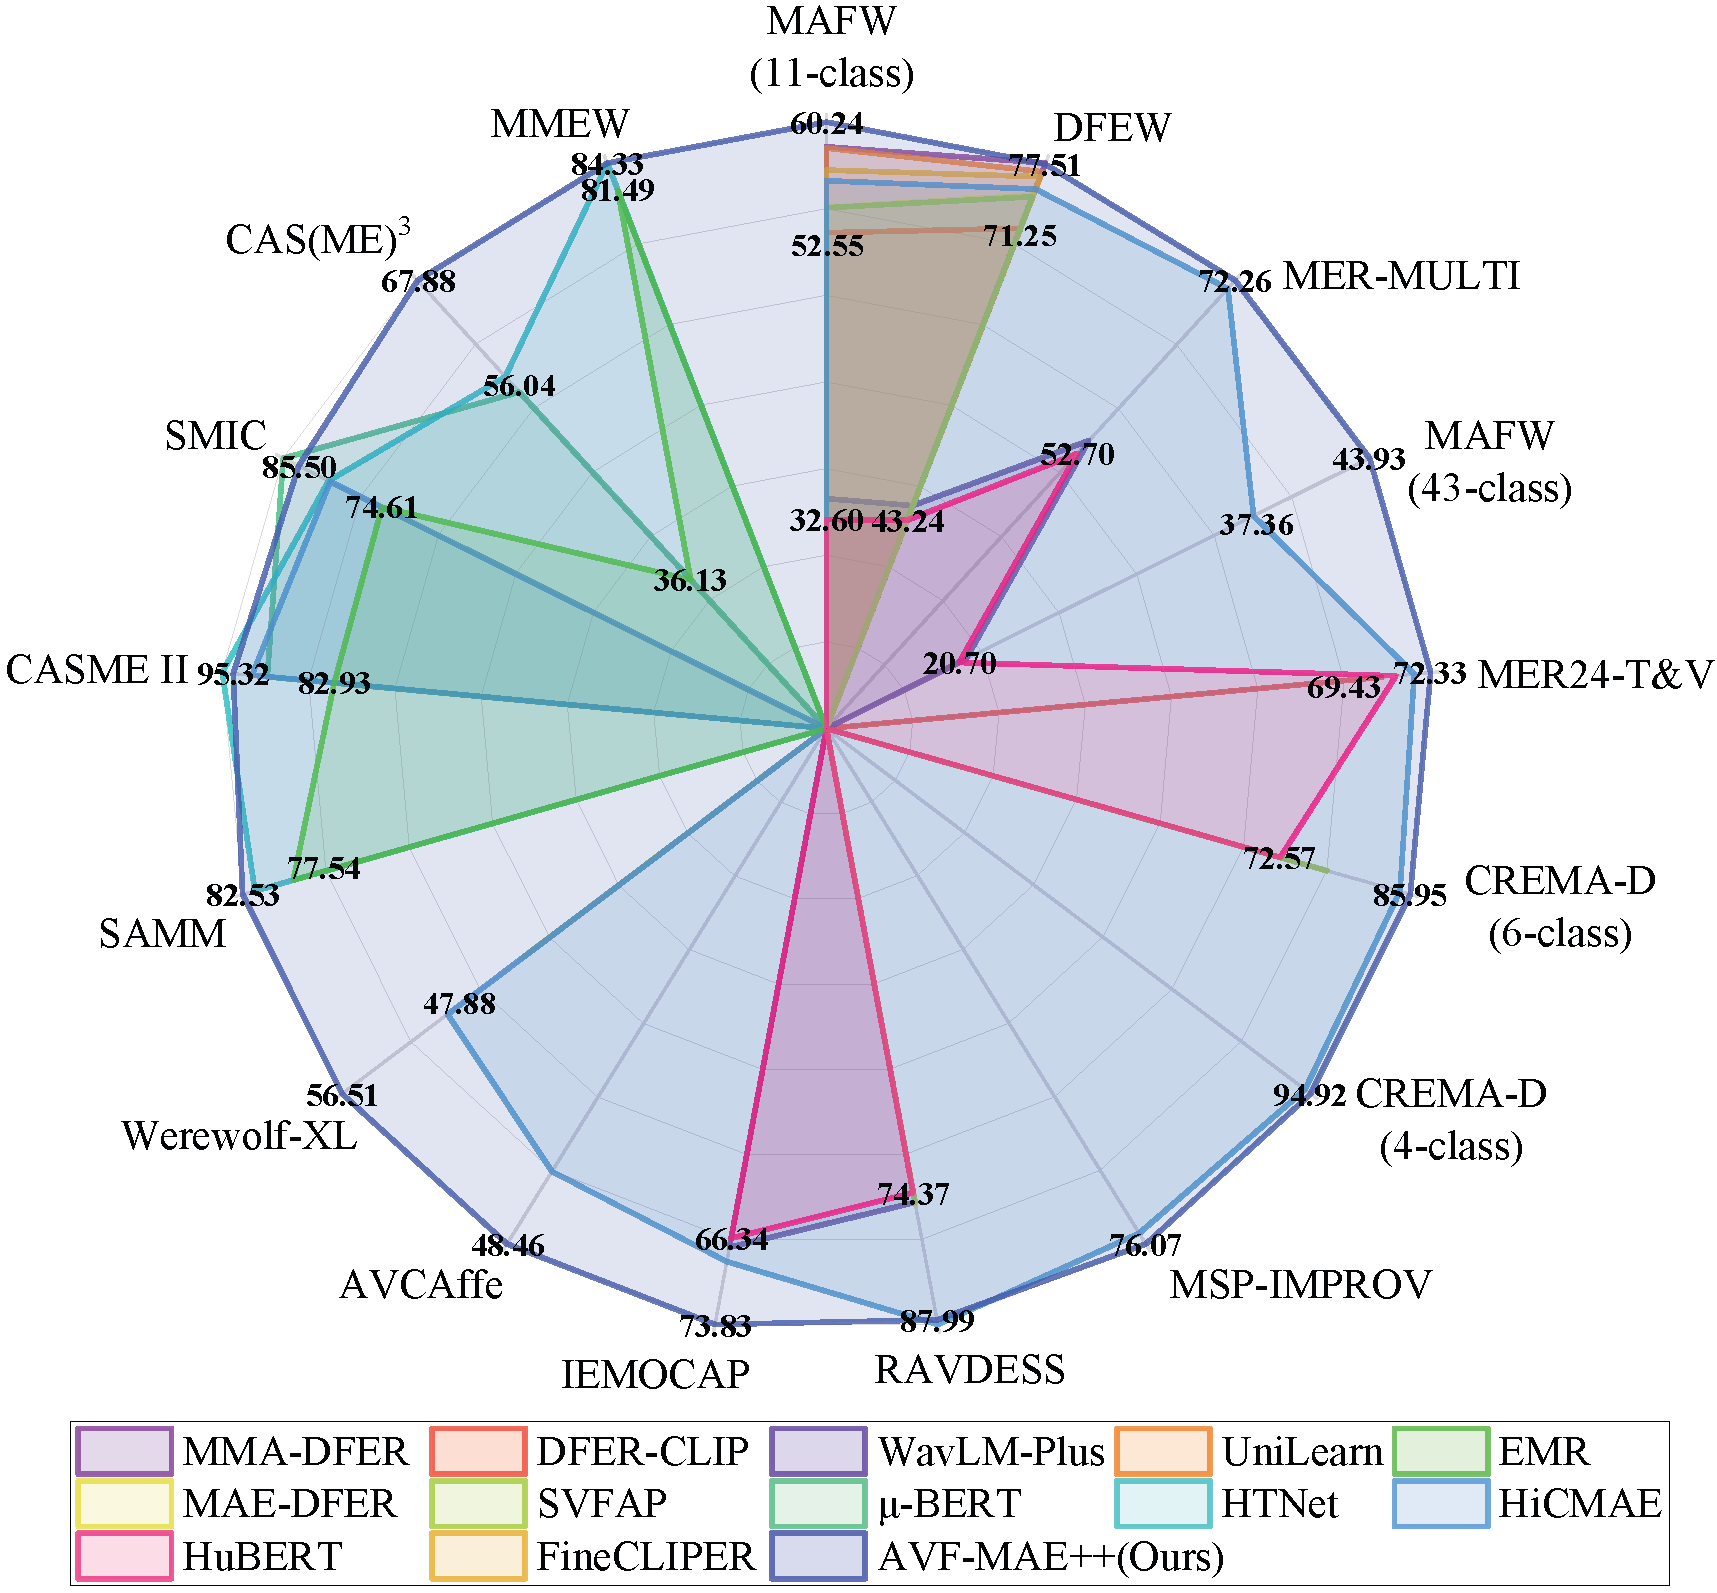 MAFW
(11-class)
60.24
MMEW
DFEW
84.33
77.51
81.49
CAS(ME)³
71.25
52.55
67.88
72.26
MER-MULTI
56.04
MAFW
(43-class)
SMIC
85.50
43.93
52.70
74.61
32.60
43.24
37.36
36.13
20.70
CASME II
95.32
82.93
69.43
72.33
MER24-T&V
77.54
72.57
82.53
85.95
CREMA-D
(6-class)
SAMM
47.88
56.51
94.92
CREMA-D
(4-class)
Werewolf-XL
74.37
66.34
48.46
76.07
AVCAffe
MSP-IMPROV
73.83
87.99
IEMOCAP
RAVDESS
MMA-DFER DFER-CLIP WavLM-Plus UniLearn EMR
MAE-DFER SVFAP μ-BERT HTNet HiCMAE
HuBERT FineCLIPER AVF-MAE++(Ours)